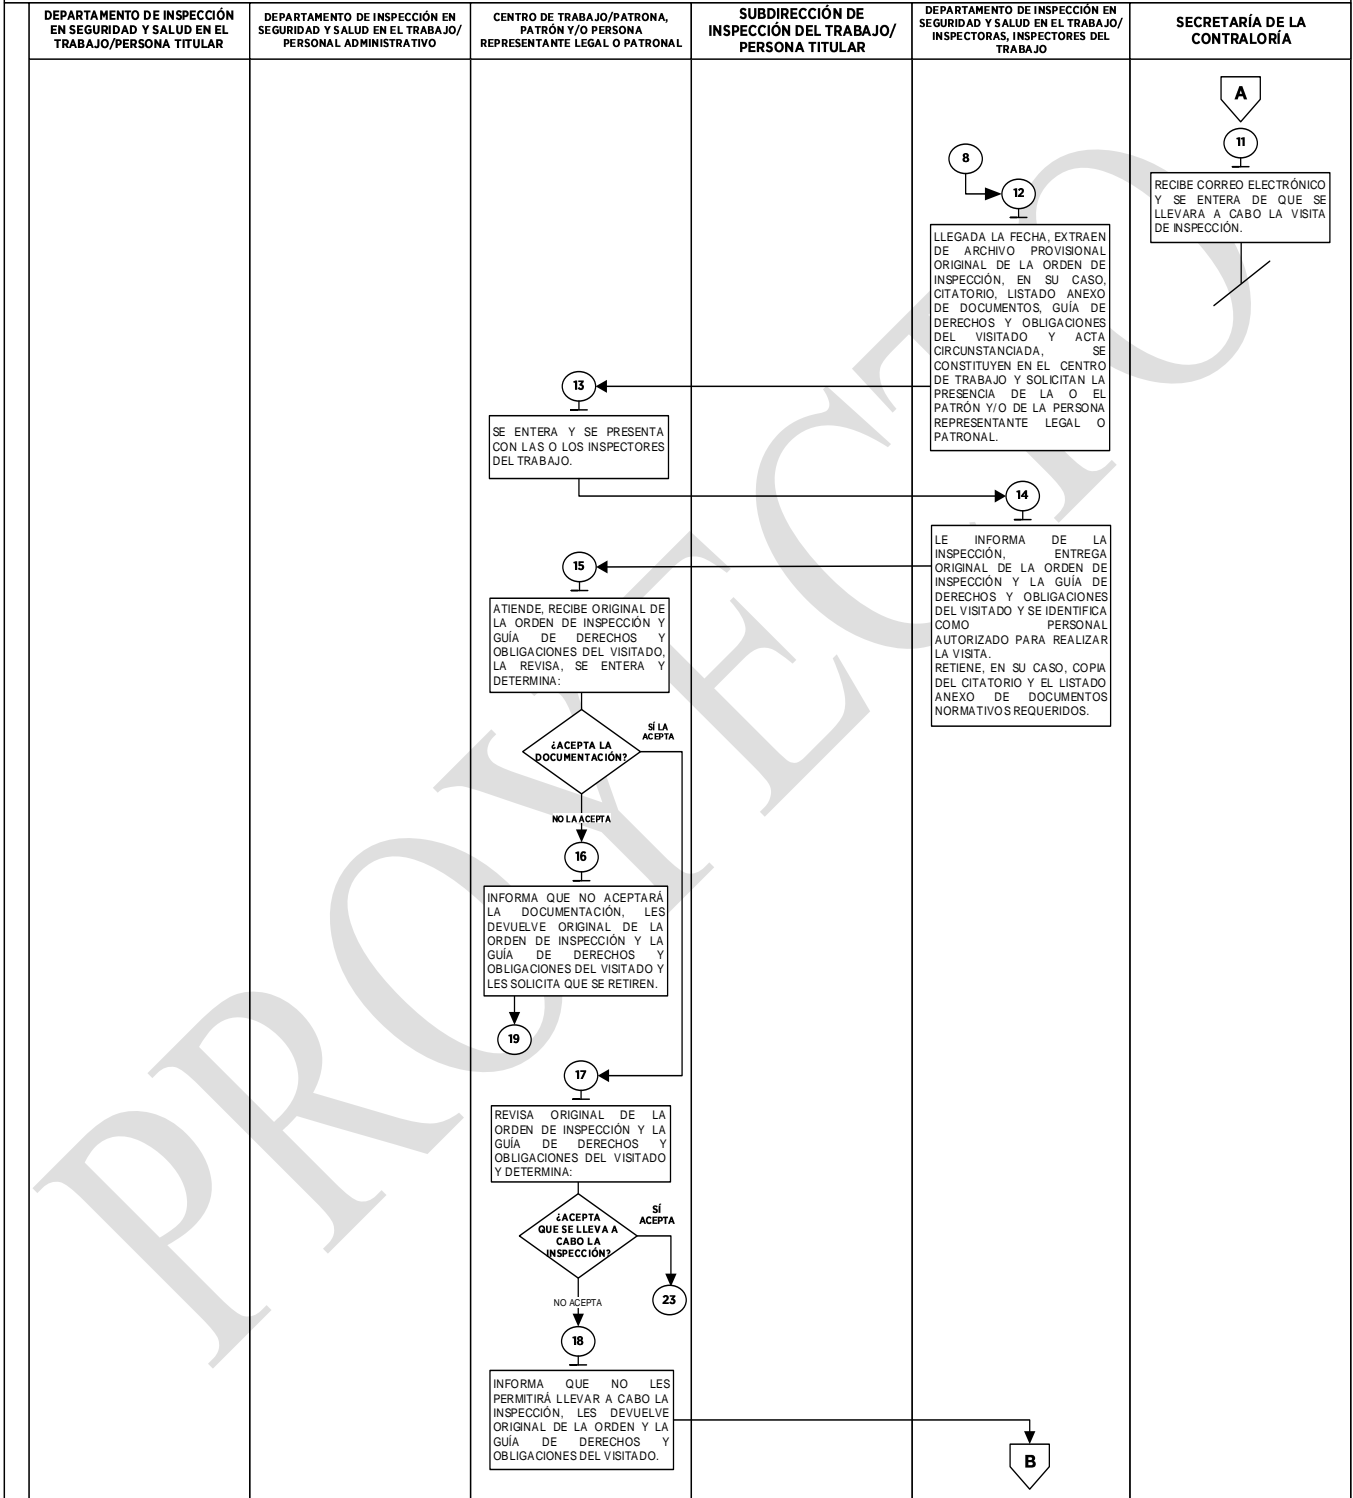 DEPARTAMENTO DE INSPECCIÓN
EN SEGURIDAD Y SALUD EN EL
TRABAJO/PERSONA TITULAR
DEPARTAMENTO DE INSPECCIÓN EN
SEGURIDAD Y SALUD EN EL TRABAJO/
PERSONAL ADMINISTRATIVO
CENTRO DE TRABAJO/PATRONA,
PATRÓN Y/O PERSONA
REPRESENTANTE LEGAL O PATRONAL
SUBDIRECCIÓN DE
INSPECCIÓN DEL TRABAJO/
PERSONA TITULAR
DEPARTAMENTO DE INSPECCIÓN EN
SEGURIDAD Y SALUD EN EL TRABAJO/
INSPECTORAS, INSPECTORES DEL
TRABAJO
SECRETARÍA DE LA
CONTRALORÍA
A
11
RECIBE CORREO ELECTRÓNICO
Y SE ENTERA DE QUE SE
LLEVARA A CABO LA VISITA
DE INSPECCIÓN.
8
12
LLEGADA LA FECHA, EXTRAEN
DE ARCHIVO PROVISIONAL
ORIGINAL DE LA ORDEN DE
INSPECCIÓN, EN SU CASO,
CITATORIO, LISTADO ANEXO
DE DOCUMENTOS, GUÍA DE
DERECHOS Y OBLIGACIONES
DEL VISITADO Y ACTA
CIRCUNSTANCIADA, SE
CONSTITUYEN EN EL CENTRO
DE TRABAJO Y SOLICITAN LA
PRESENCIA DE LA O EL
PATRÓN Y/O DE LA PERSONA
REPRESENTANTE LEGAL O
PATRONAL.
13
SE ENTERA Y SE PRESENTA
CON LAS O LOS INSPECTORES
DEL TRABAJO.
14
LE INFORMA DE LA
INSPECCIÓN, ENTREGA
ORIGINAL DE LA ORDEN DE
INSPECCIÓN Y LA GUÍA DE
DERECHOS Y OBLIGACIONES
DEL VISITADO Y SE IDENTIFICA
COMO PERSONAL
AUTORIZADO PARA REALIZAR
LA VISITA.
RETIENE, EN SU CASO, COPIA
DEL CITATORIO Y EL LISTADO
ANEXO DE DOCUMENTOS
NORMATIVOS REQUERIDOS.
15
ATIENDE, RECIBE ORIGINAL DE
LA ORDEN DE INSPECCIÓN Y
GUÍA DE DERECHOS Y
OBLIGACIONES DEL VISITADO,
LA REVISA, SE ENTERA Y
DETERMINA:
¿ACEPTA LA
DOCUMENTACIÓN?
SÍ LA
ACEPTA
NO LA ACEPTA
16
INFORMA QUE NO ACEPTARÁ
LA DOCUMENTACIÓN, LES
DEVUELVE ORIGINAL DE LA
ORDEN DE INSPECCIÓN Y LA
GUÍA DE DERECHOS Y
OBLIGACIONES DEL VISITADO Y
LES SOLICITA QUE SE RETIREN.
19
17
REVISA ORIGINAL DE LA
ORDEN DE INSPECCIÓN Y LA
GUÍA DE DERECHOS Y
OBLIGACIONES DEL VISITADO
Y DETERMINA:
¿ACEPTA
QUE SE LLEVA A
CABO LA
INSPECCIÓN?
SÍ
ACEPTA
23
NO ACEPTA
18
INFORMA QUE NO LES
PERMITIRÁ LLEVAR A CABO LA
INSPECCIÓN, LES DEVUELVE
ORIGINAL DE LA ORDEN Y LA
GUÍA DE DERECHOS Y
OBLIGACIONES DEL VISITADO.
B
PROYECTO